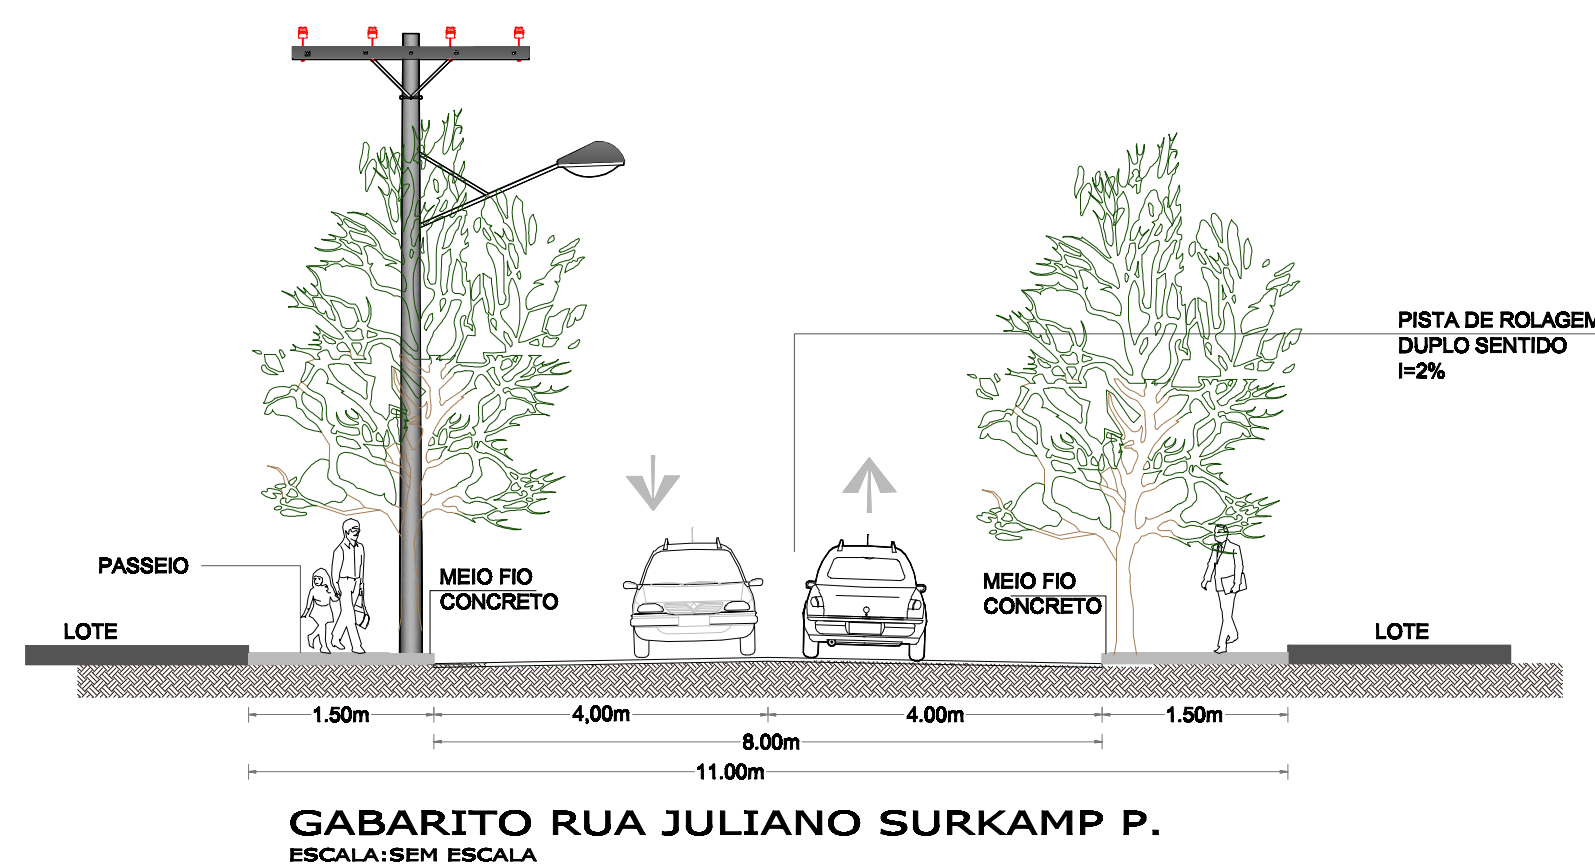 PISTA DE ROLAGEM
DUPLO SENTIDO
I=2%
PASSEIO
MEIO FIO
CONCRETO
MEIO FIO
CONCRETO
LOTE
LOTE
1.50m
4,00m
4.00m
1.50m
8.00m
11.00m
GABARITO RUA JULIANO SURKAMP P.
ESCALA:SEM ESCALA